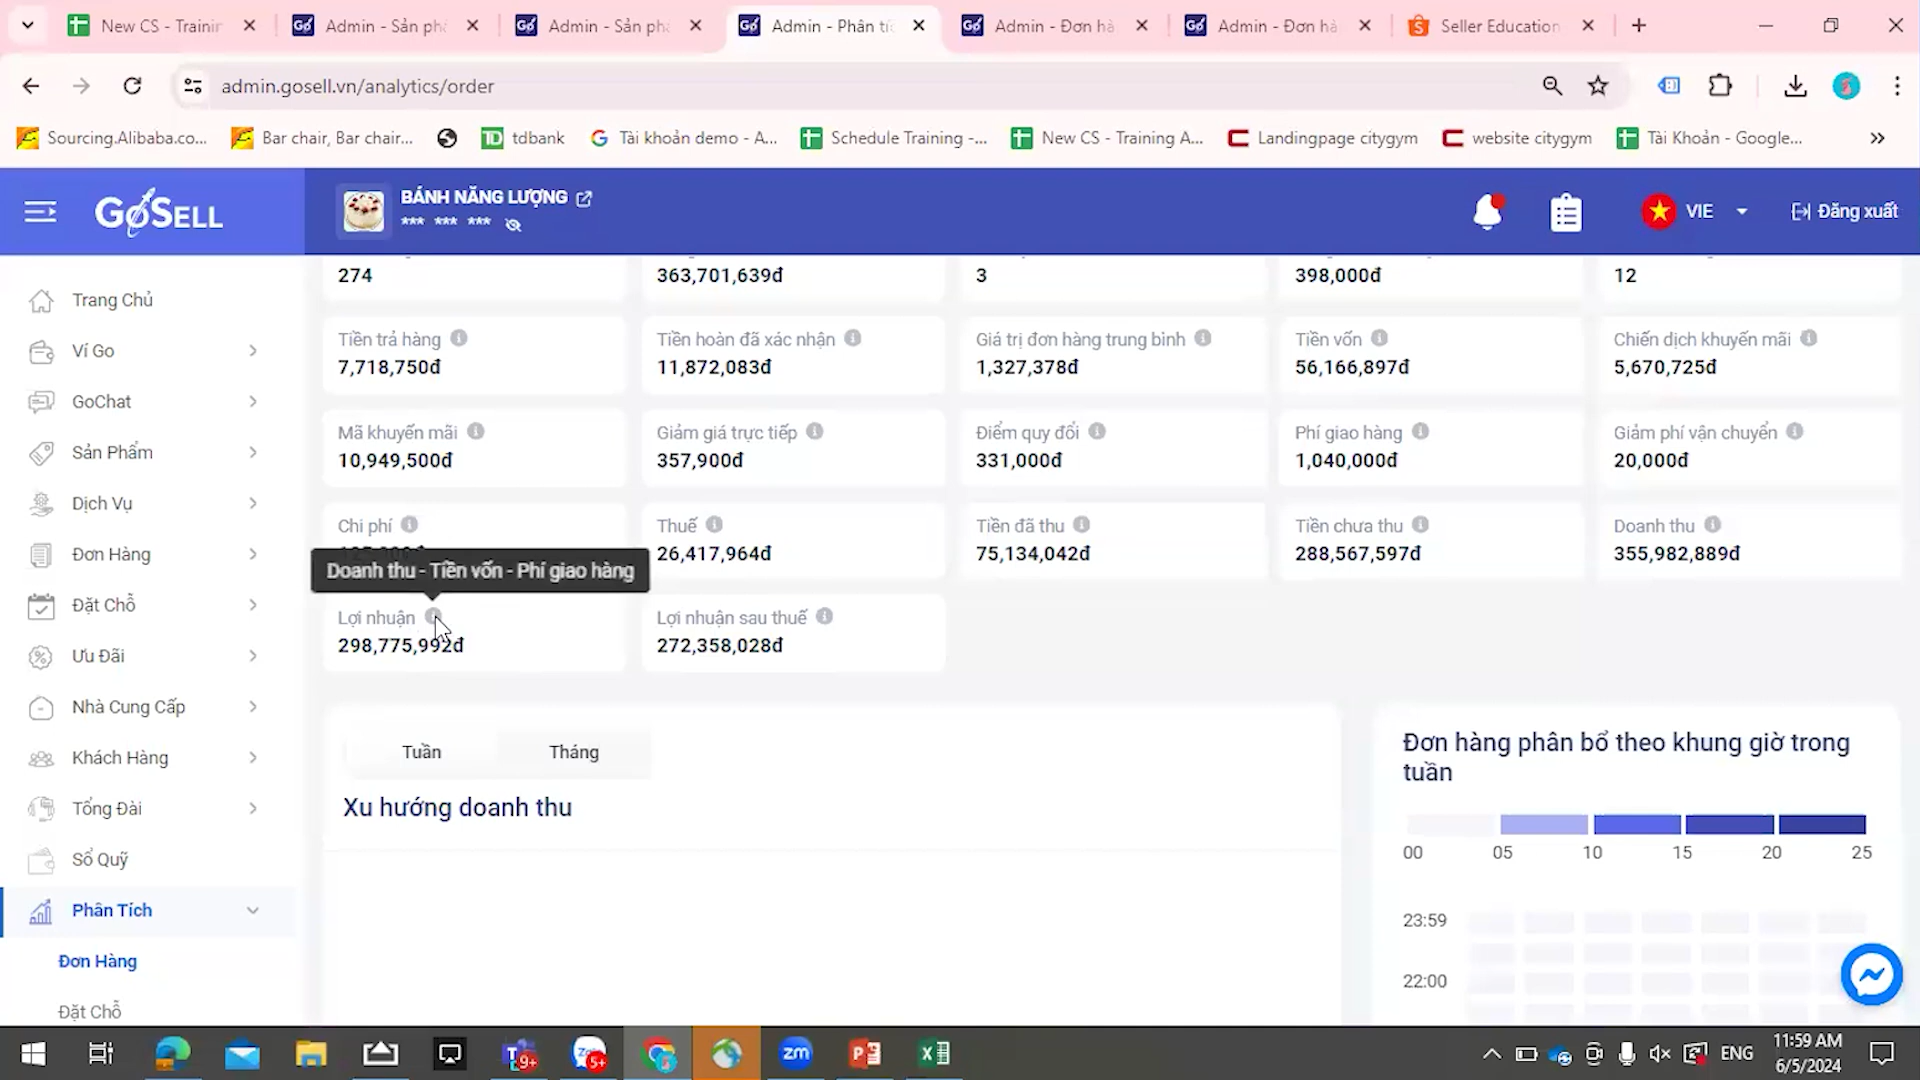 New CS - Trainin
Admin - Sản phẩ
Admin - Sản phẩ
Admin - Phân tí
Admin - Đơn hà
Admin - Đơn hà
Seller Education
admin.gosell.vn/analytics/order
Sourcing.Alibaba.co...
Bar chair, Bar chair...
tdbank
Tài khoản demo - A...
Schedule Training -...
New CS - Training A...
Landingpage citygym
website citygym
Tài Khoản - Google...
GOSELL
BÁNH NĂNG LƯỢNG
*** *** ***
VIE
Đăng xuất
Trang Chủ
Ví Go
GoChat
Sản Phẩm
Dịch Vụ
Đơn Hàng
Đặt Chỗ
Ưu Đãi
Nhà Cung Cấp
Khách Hàng
Tổng Đài
Sổ Quỹ
Phân Tích
Đơn Hàng
Đặt Chỗ
274
363,701,639đ
3
398,000đ
12
Tiền trả hàng
7,718,750đ
Tiền hoàn đã xác nhận
11,872,083đ
Giá trị đơn hàng trung bình
1,327,378đ
Tiền vốn
56,166,897đ
Chiến dịch khuyến mãi
5,670,725đ
Mã khuyến mãi
10,949,500đ
Giảm giá trực tiếp
357,900đ
Điểm quy đổi
331,000đ
Phí giao hàng
1,040,000đ
Giảm phí vận chuyển
20,000đ
Chi phí
Thuế
26,417,964đ
Tiền đã thu
75,134,042đ
Tiền chưa thu
288,567,597đ
Doanh thu
355,982,889đ
Doanh thu - Tiền vốn - Phí giao hàng
Lợi nhuận
298,775,992đ
Lợi nhuận sau thuế
272,358,028đ
Tuần
Tháng
Xu hướng doanh thu
Đơn hàng phân bổ theo khung giờ trong
tuần
00 05 10 15 20 25
23:59
22:00
9+
5+
zm
ENG
11:59 AM
6/5/2024